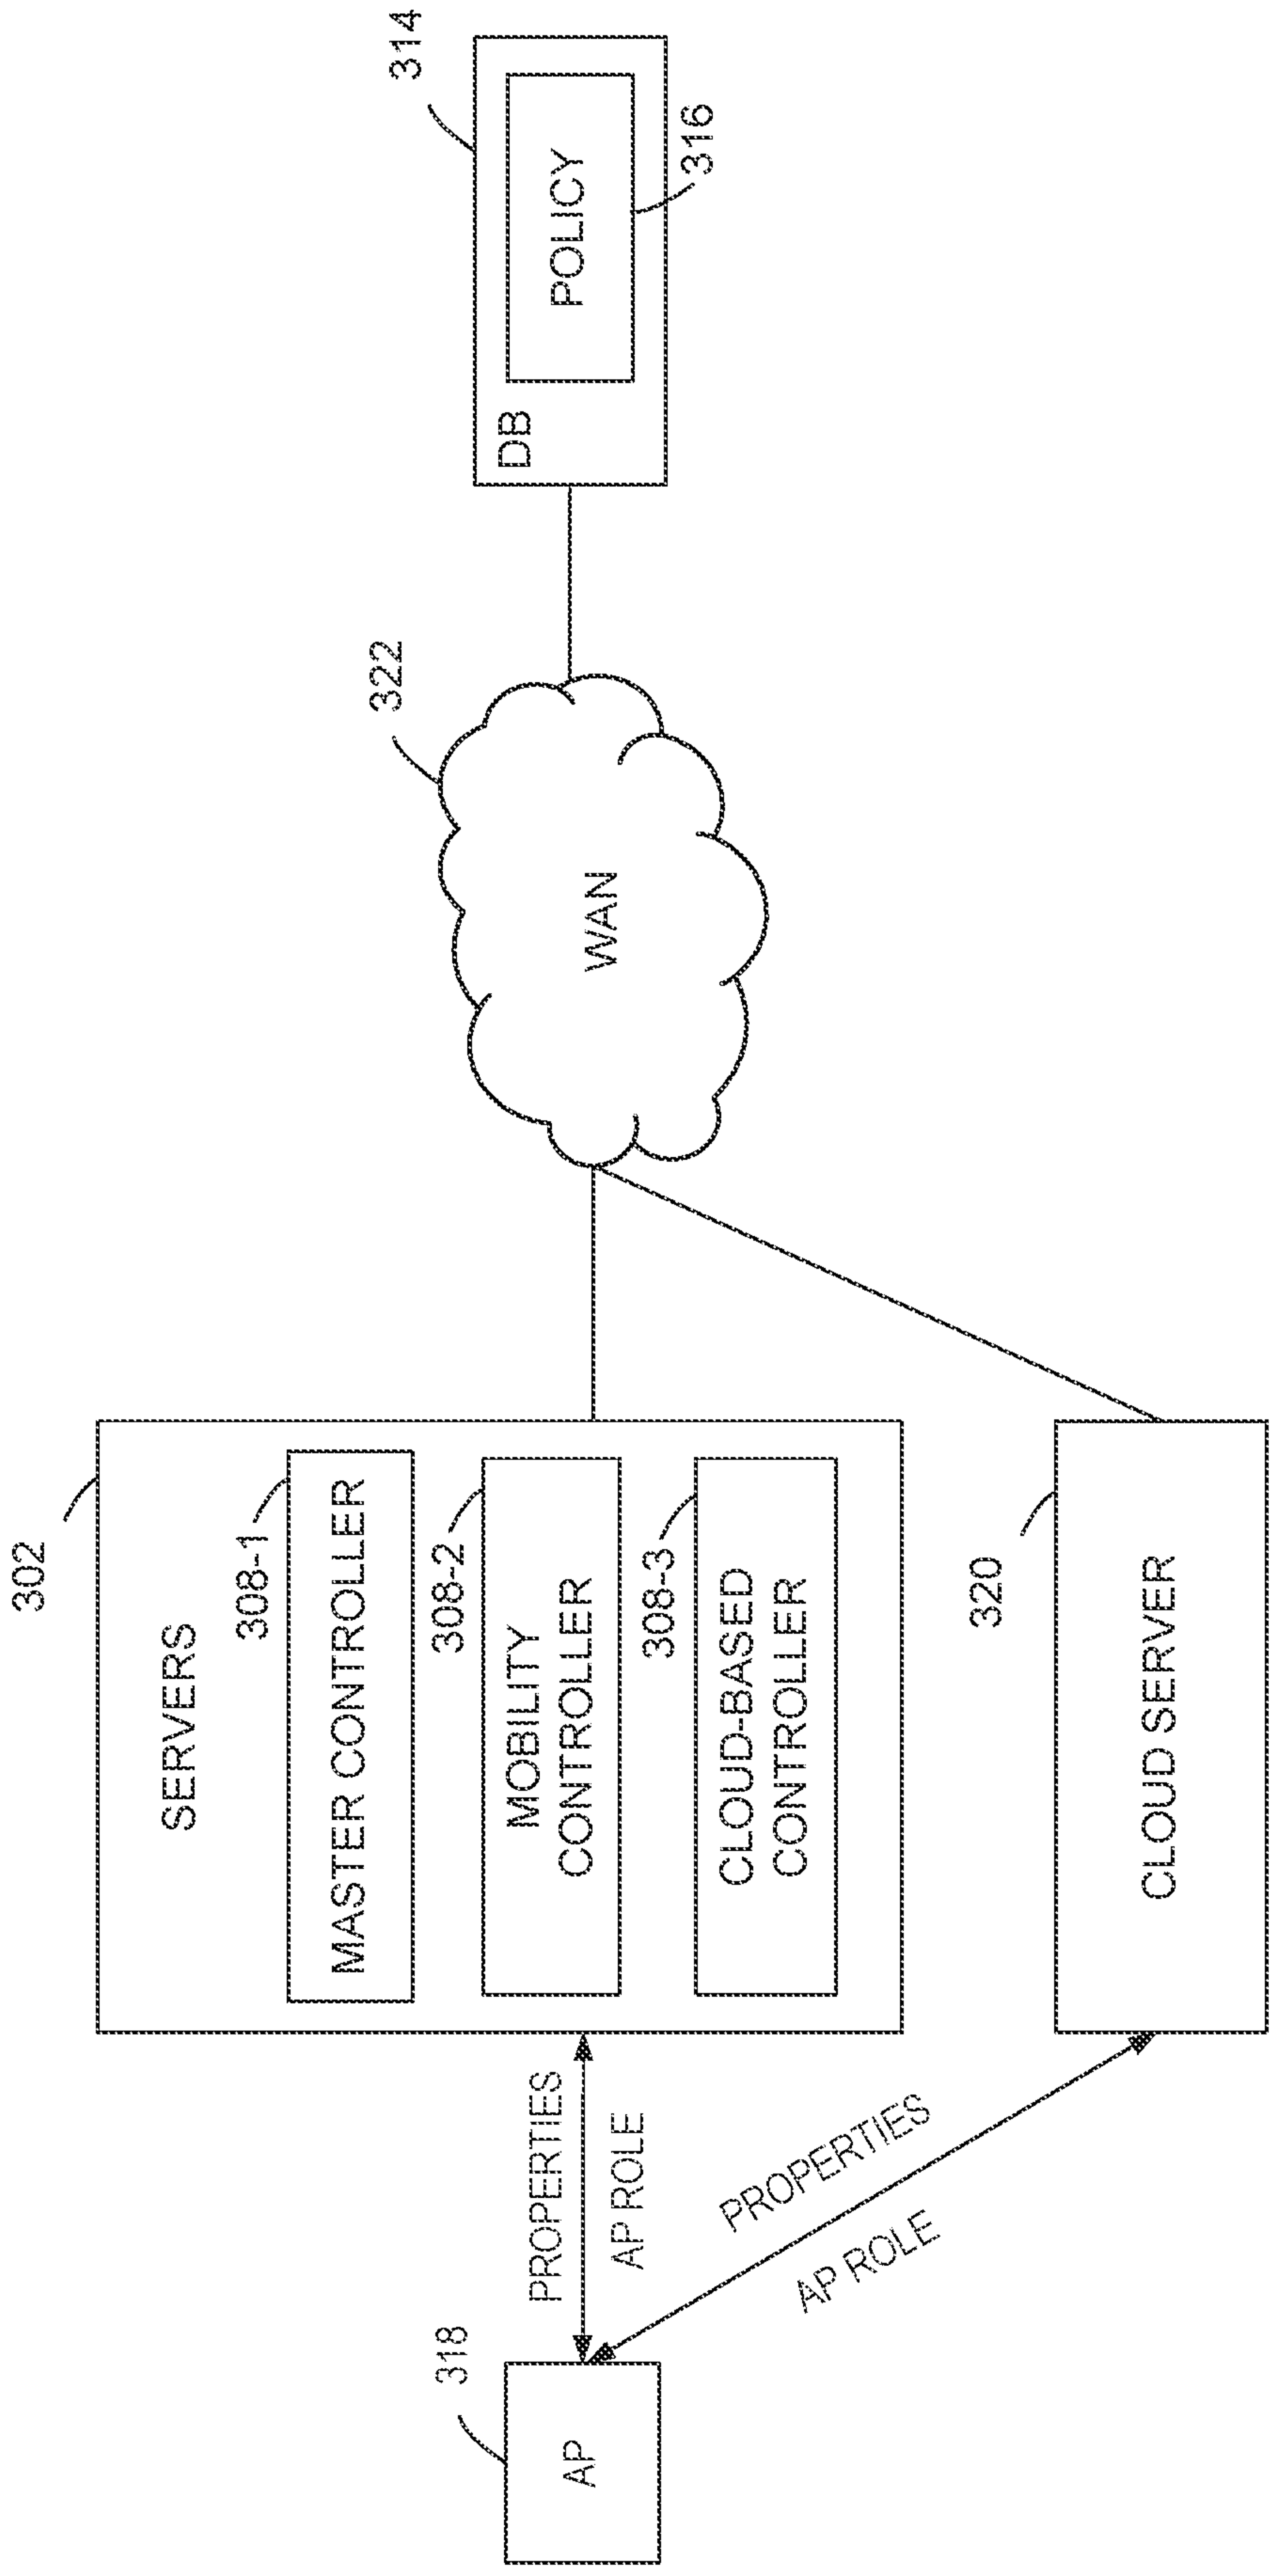 302
SERVERS
308-1
MASTER CONTROLLER
308-2
MOBILITY
CONTROLLER
308-3
CLOUD-BASED
CONTROLLER
318
AP
PROPERTIES
AP ROLE
PROPERTIES
AP ROLE
320
CLOUD SERVER
322
WAN
314
DB
POLICY
316